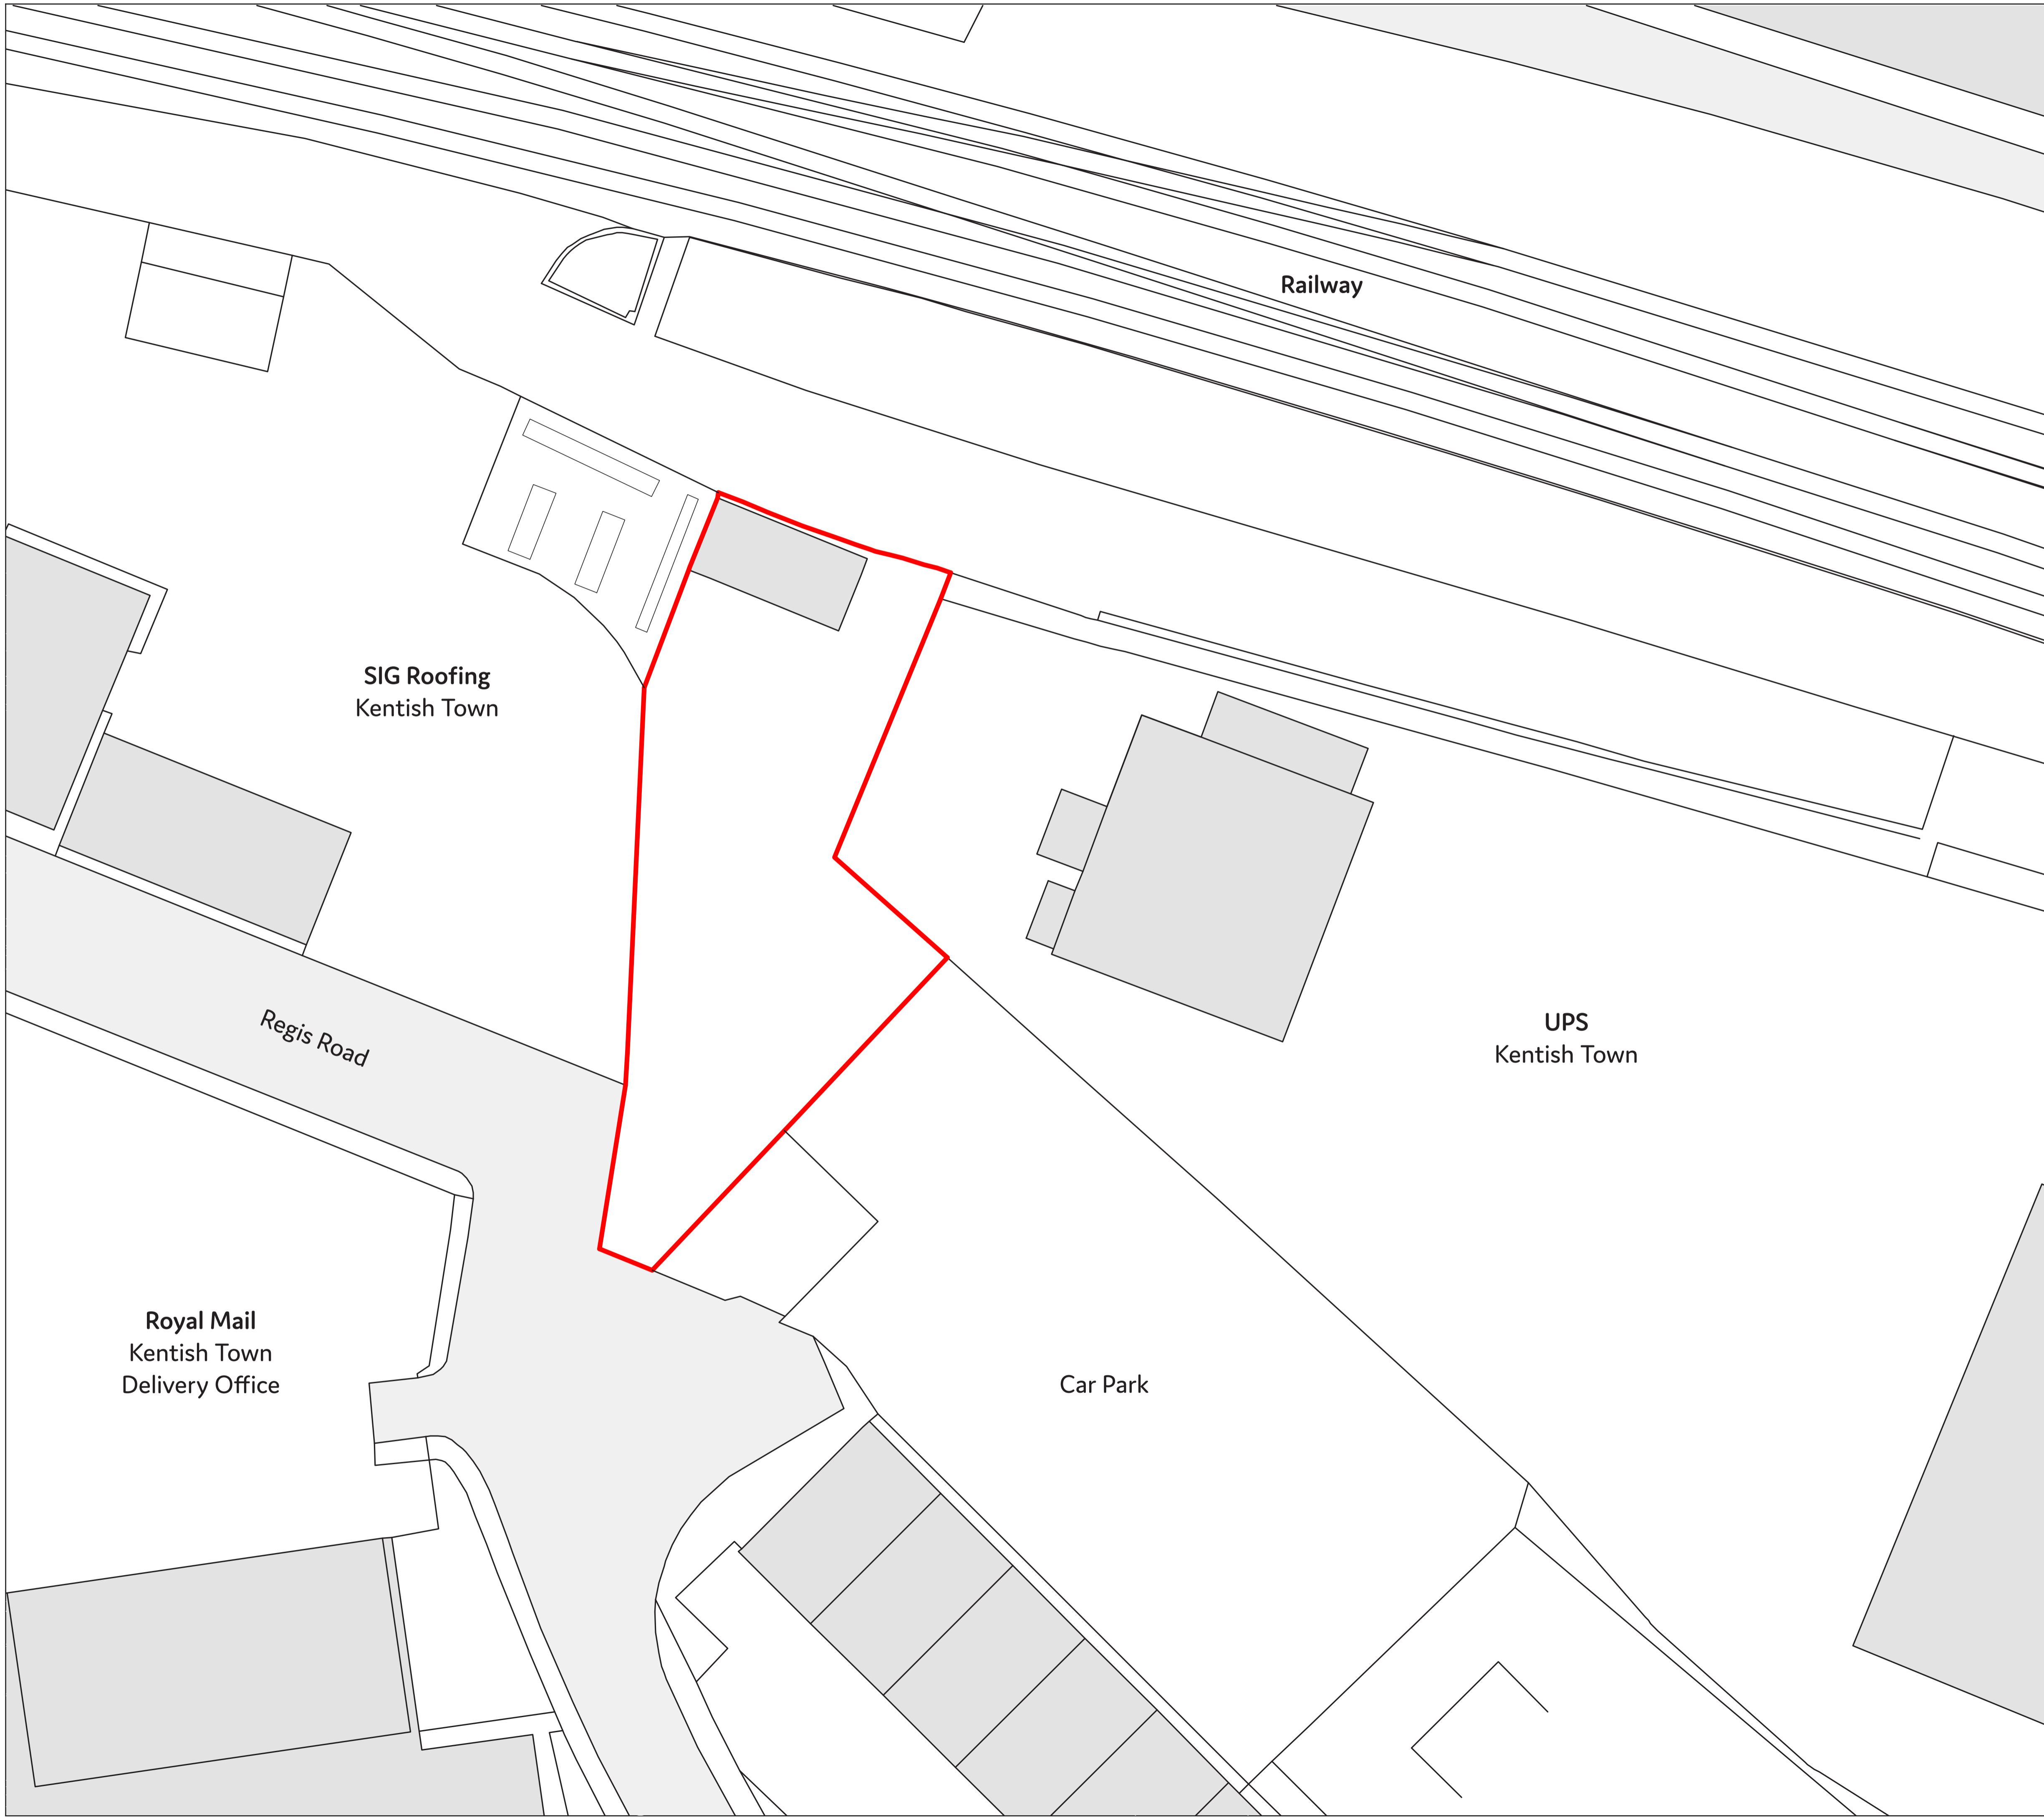 Railway
SIG Roofing
Kentish Town
Regis Road
UPS
Kentish Town
Royal Mail
Kentish Town
Delivery Office
Car Park